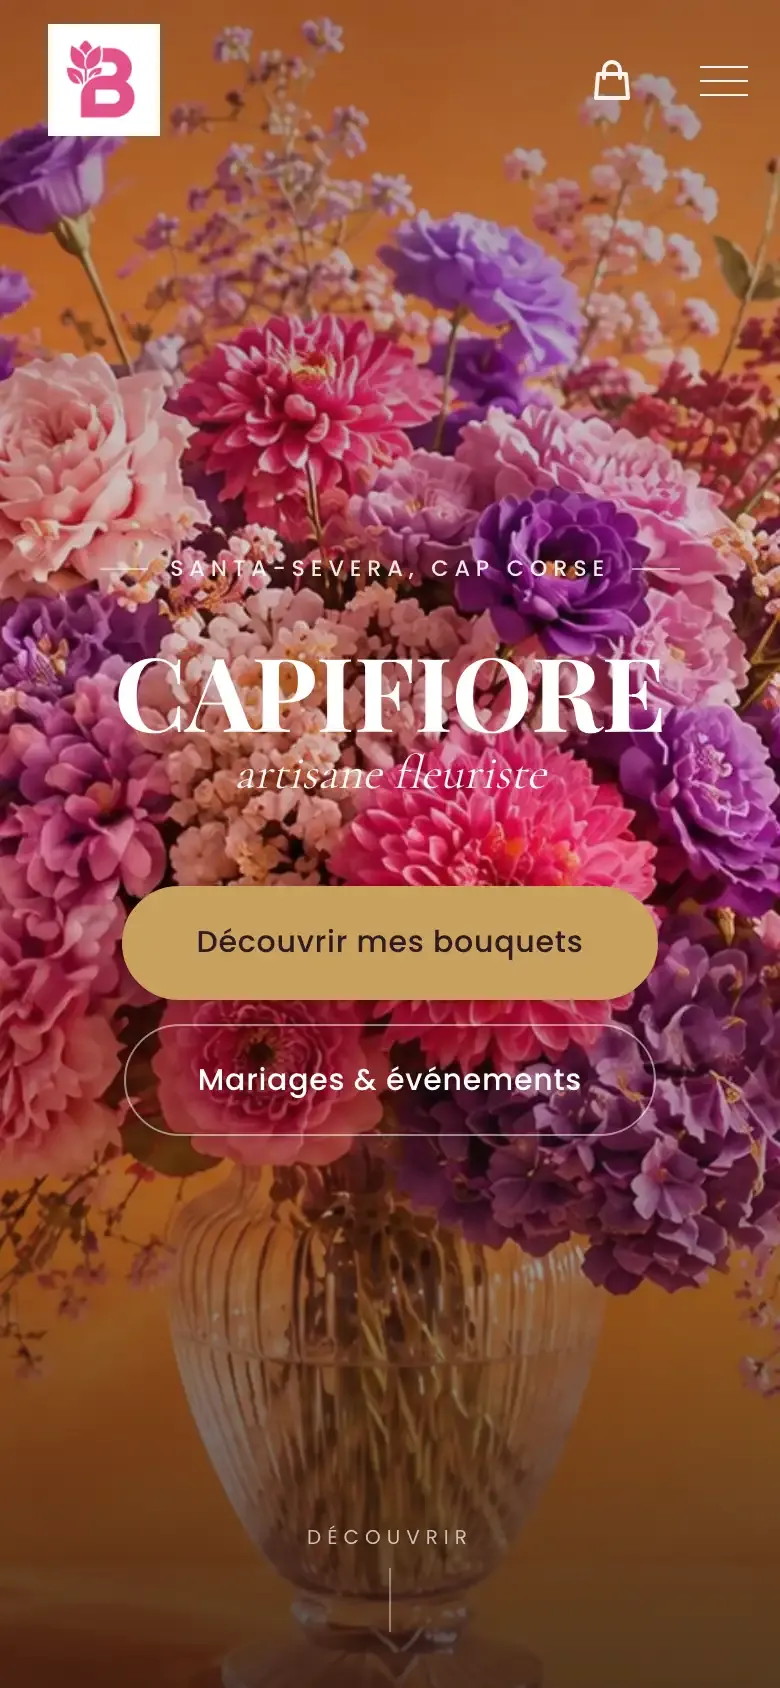 B
SANTA-SEVERA, CAP CORSE
CAPIFIORE
artisane fleuriste
Découvrir mes bouquets
Mariages & événements
DÉCOUVRIR